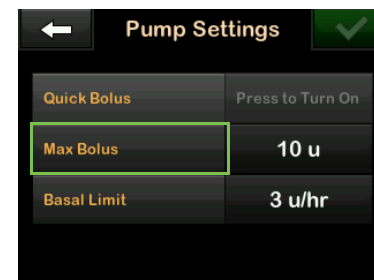 Pump Settings
Quick Bolus Press to Turn On
Max Bolus 10 u
Basal Limit 3 u/hr